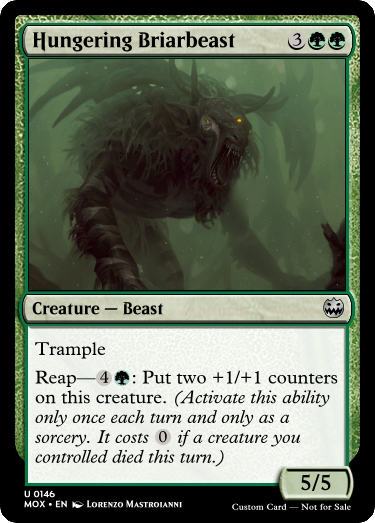 Hungering Briarbeast 3
Creature — Beast
Trample
Reap—4: Put two +1/+1 counters
on this creature. (Activate this ability
only once each turn and only as a
sorcery. It costs 0 if a creature you
controlled died this turn.)
5/5
U 0146
MOX • EN Lorenzo Mastroianni
Custom Card — Not for Sale